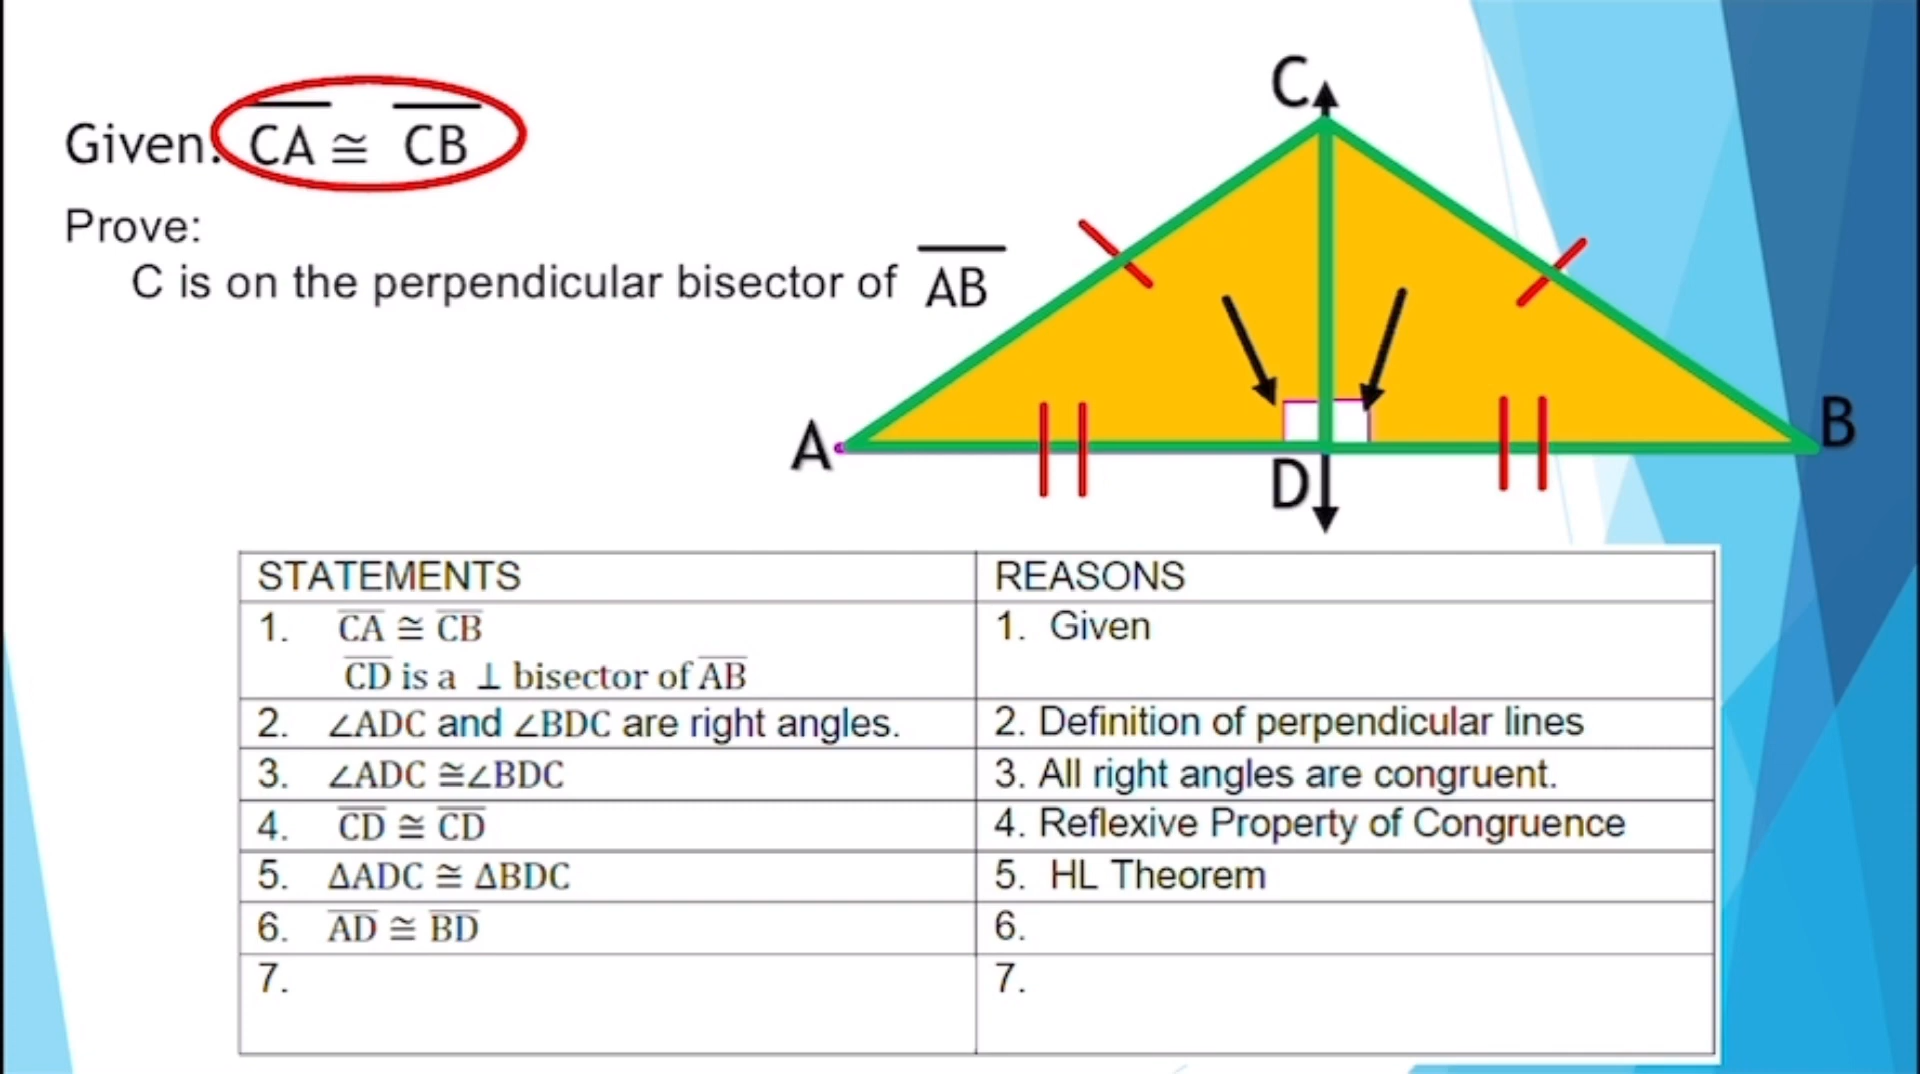 Given: CA ≅ CB
Prove:
C is on the perpendicular bisector of AB
C
A
B
D
STATEMENTS REASONS
1. CA ≅ CB 1. Given
CD is a ⊥ bisector of AB
2. ∠ADC and ∠BDC are right angles. 2. Definition of perpendicular lines
3. ∠ADC ≅∠BDC 3. All right angles are congruent.
4. CD ≅ CD 4. Reflexive Property of Congruence
5. ΔADC ≅ ΔBDC 5. HL Theorem
6. AD ≅ BD 6.
7. 7.